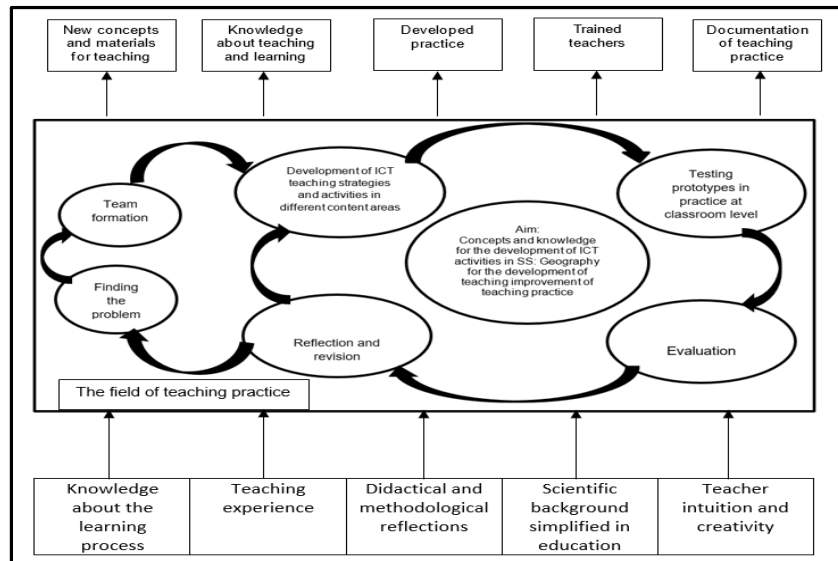 New concepts
and materials
for teaching
Knowledge
about teaching
and learning
Developed
practice
Trained
teachers
Documentation
of teaching
practice
Development of ICT
teaching strategies
and activities in
different content areas
Testing
prototypes in
practice at
classroom level
Team
formation
Aim:
Concepts and knowledge
for the development of ICT
activities in SS: Geography
for the development of
teaching improvement of
teaching practice
Finding
the
problem
Reflection and
revision
Evaluation
The field of teaching practice
Knowledge
about the
learning
process
Teaching
experience
Didactical and
methodological
reflections
Scientific
background
simplified in
education
Teacher
intuition and
creativity